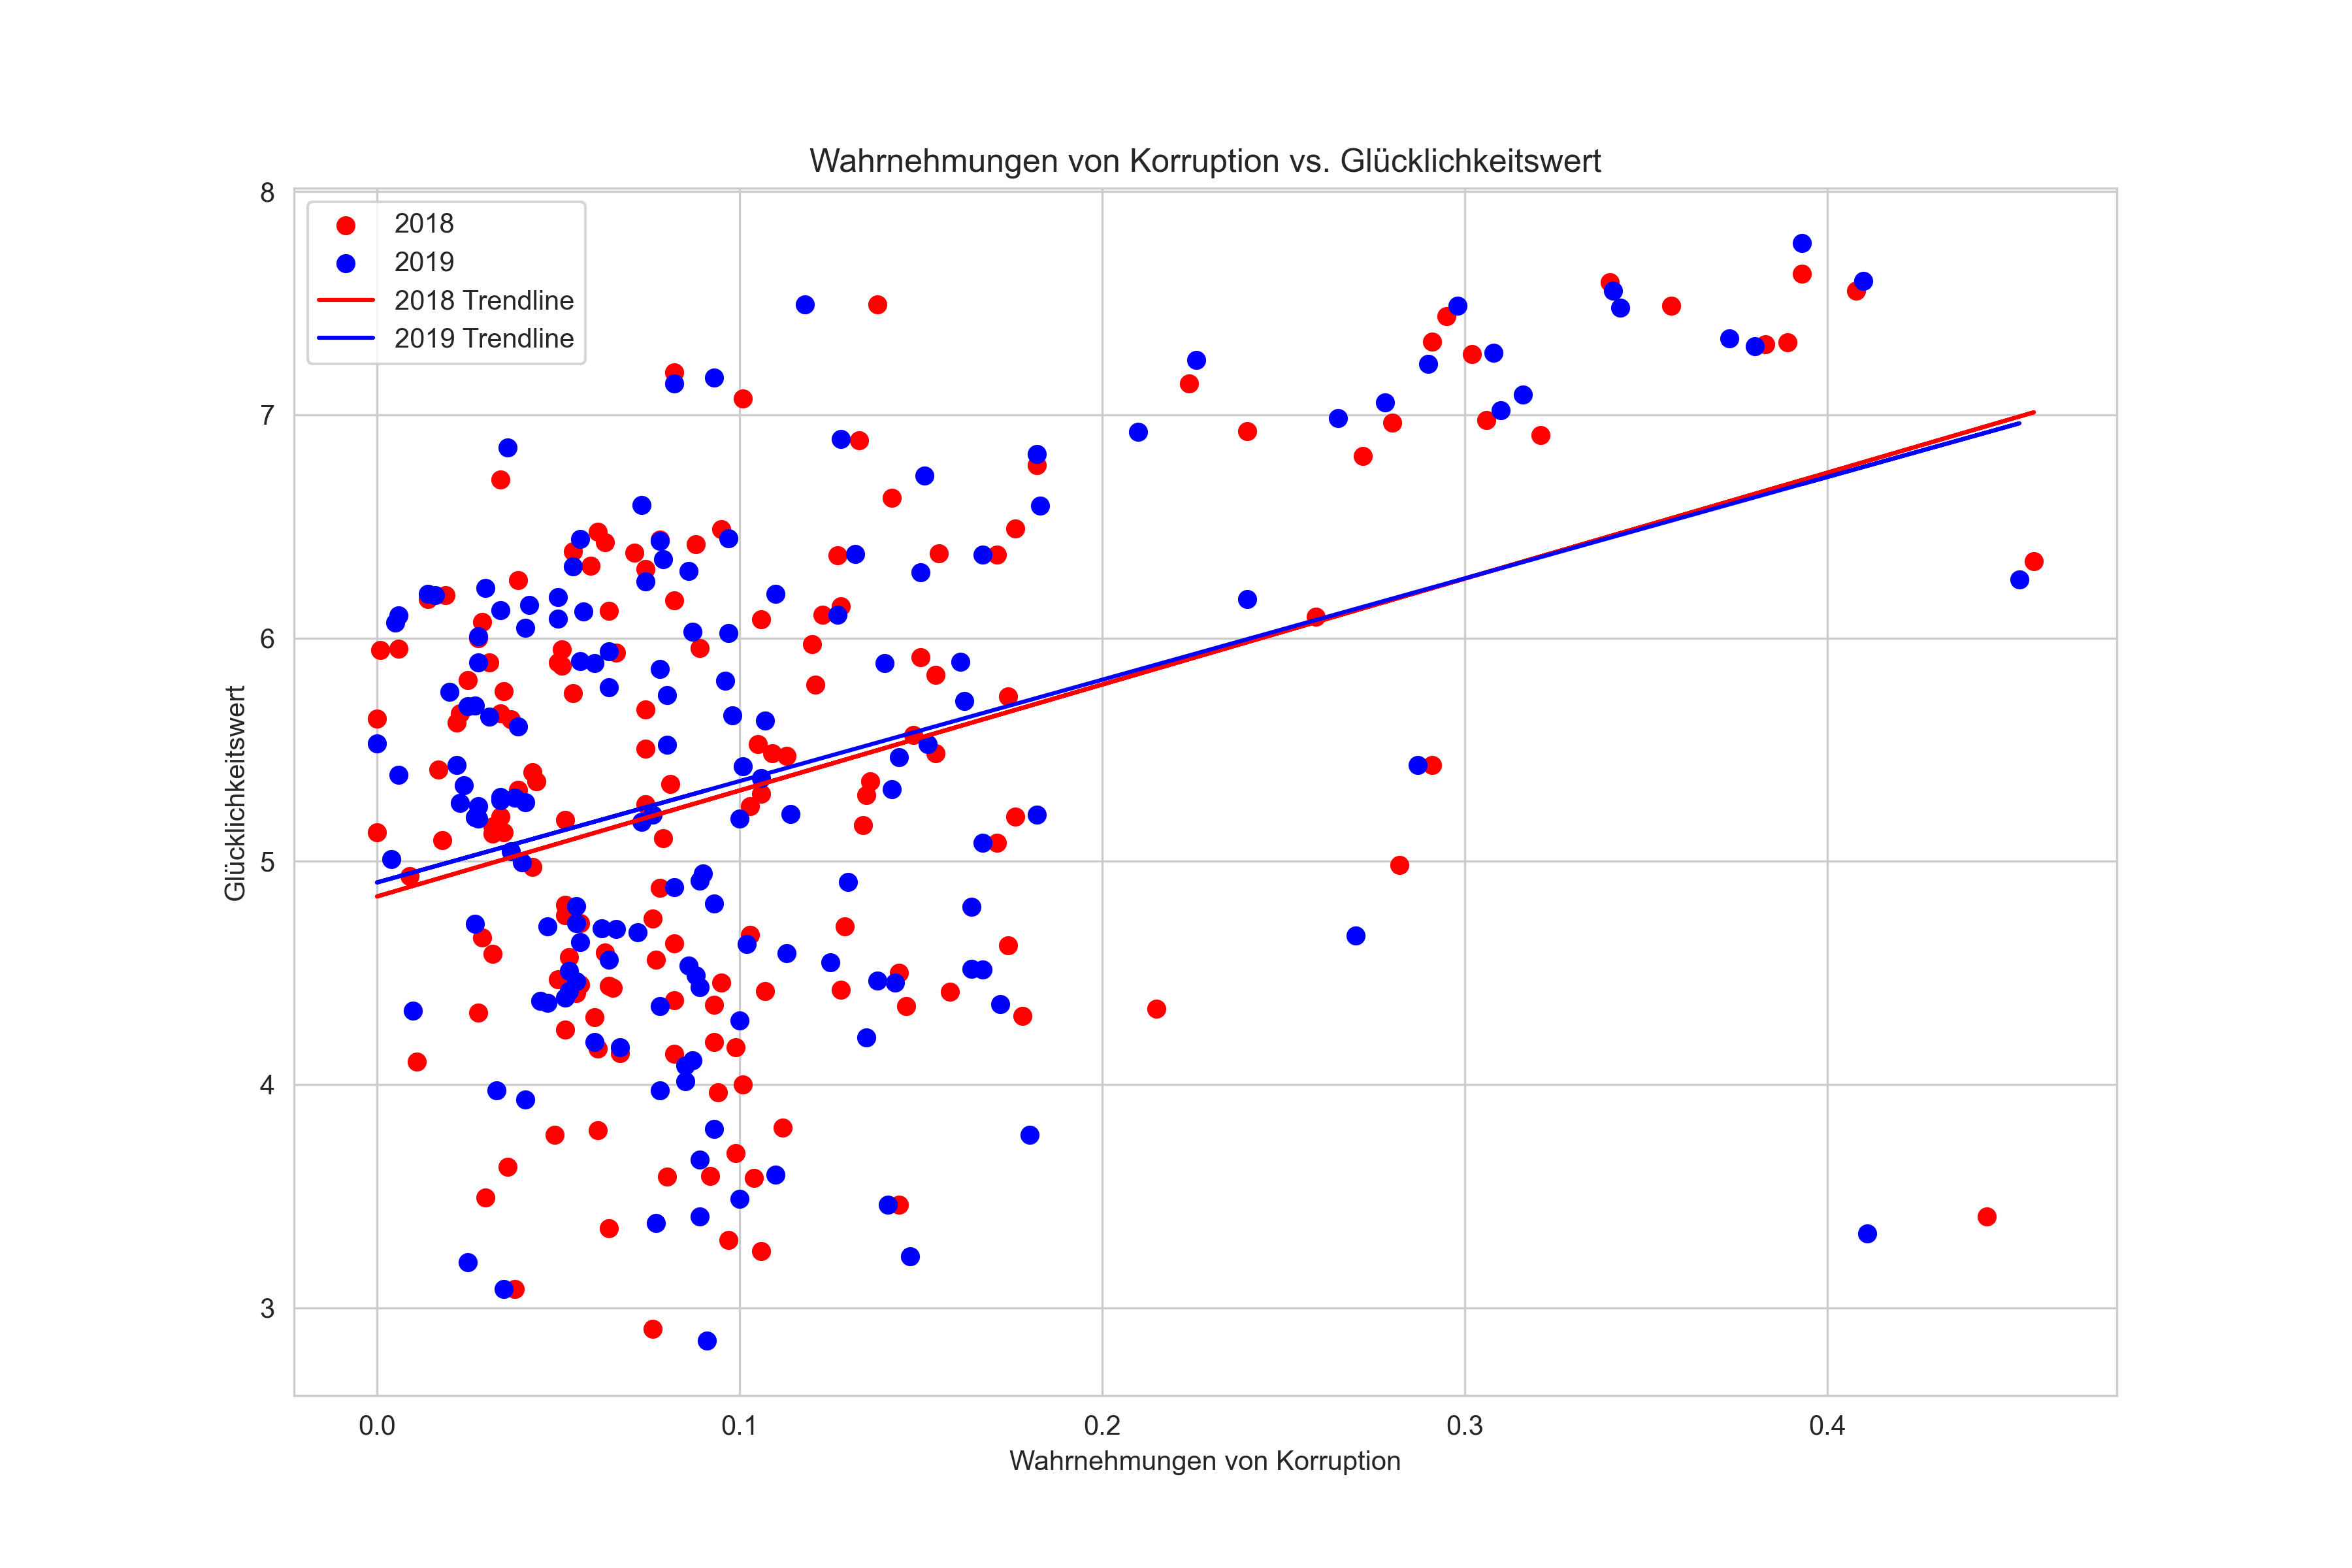 Wahrnehmungen von Korruption vs. Glücklichkeitswert
2018
2019
2018 Trendline
2019 Trendline
8
7
6
5
4
3
Glücklichkeitswert
0.0
0.1
0.2
0.3
0.4
Wahrnehmungen von Korruption